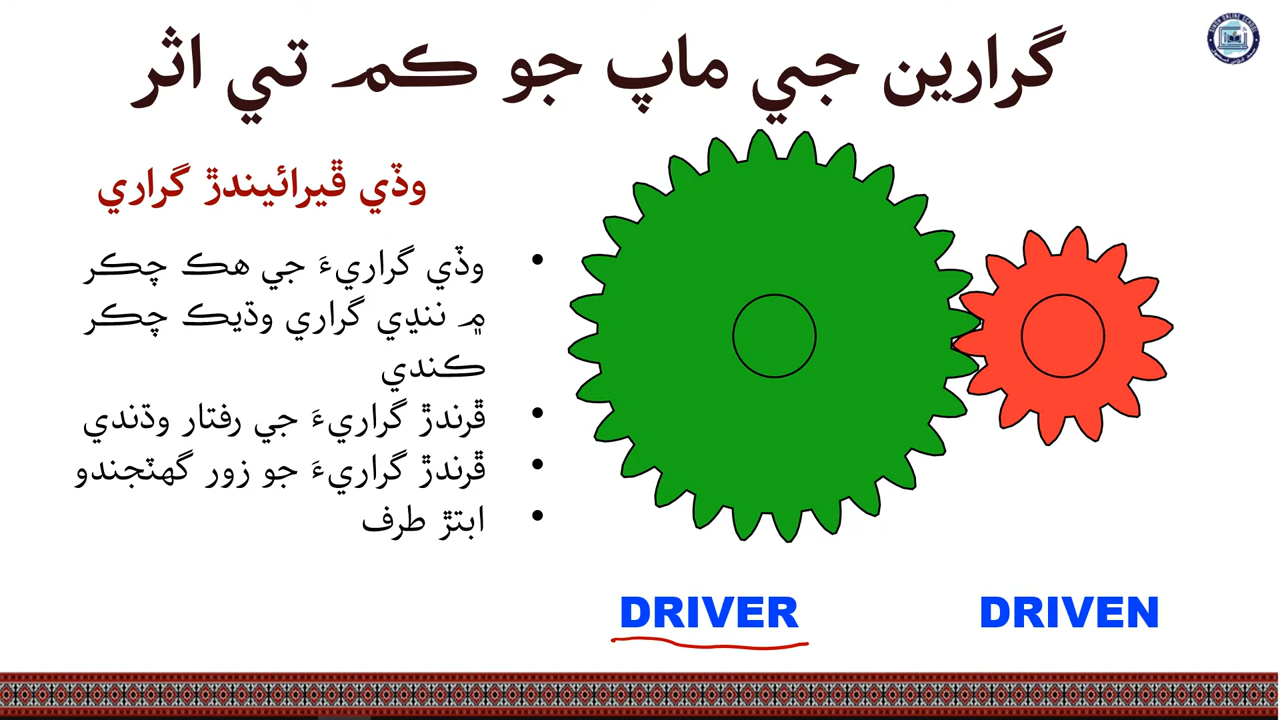 گرارين جي ماپ جو ڪم تي اثر
وڏي ڦيرائيندڙ گراري
• وڏي گراريءَ جي هڪ چڪر
۾ ننڍي گراري وڌيڪ چڪر
ڪندي
• ڦرندڙ گراريءَ جي رفتار وڌندي
• ڦرندڙ گراريءَ جو زور گهٽجندو
• ابتڙ طرف
DRIVER
DRIVEN